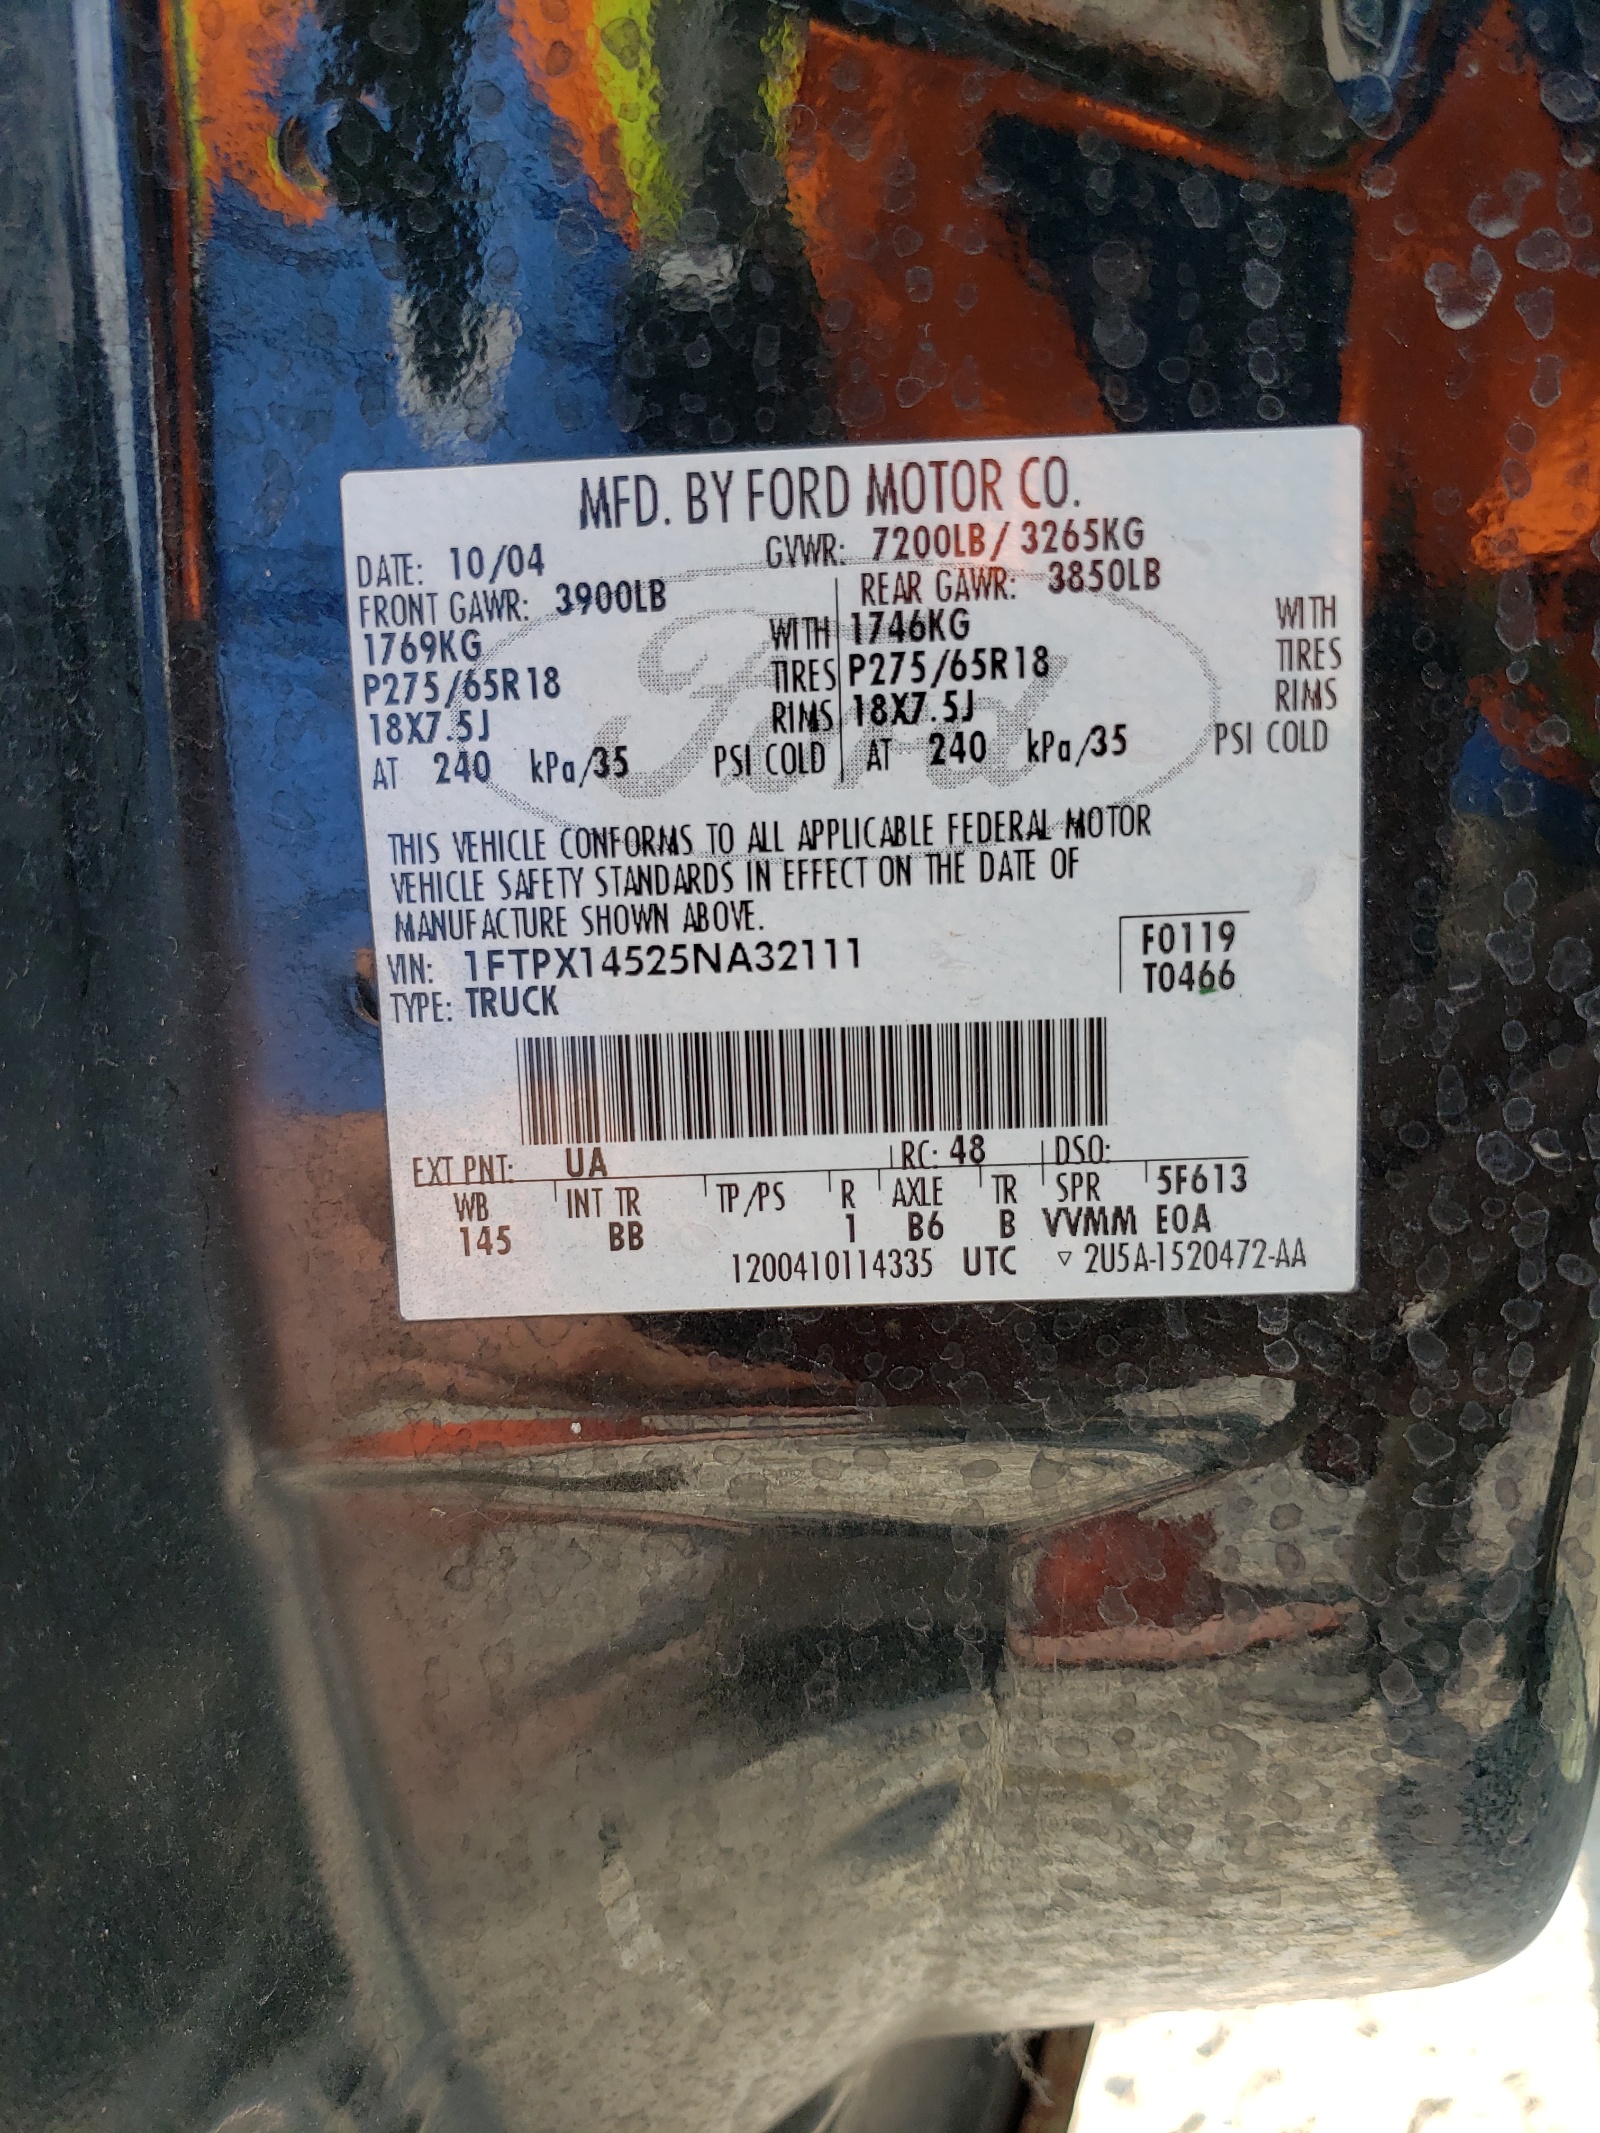 MFD. BY FORD MOTOR CO.
DATE: 10/04 GVWR: 7200LB / 3265KG
FRONT GAWR: 3900LB REAR GAWR: 3850LB
1769KG WITH 1746KG WITH
P275/65R18 TIRES P275/65R18 TIRES
18X7.5J RIMS 18X7.5J RIMS
AT 240 kPa/35 PSI COLD AT 240 kPa/35 PSI COLD
Ford
THIS VEHICLE CONFORMS TO ALL APPLICABLE FEDERAL MOTOR
VEHICLE SAFETY STANDARDS IN EFFECT ON THE DATE OF
MANUFACTURE SHOWN ABOVE.
VIN: 1FTPX14525NA32111 F0119
TYPE: TRUCK T0466
EXT PNT: UA RC: 48 DSO:
WB INT TR TP/PS R AXLE TR SPR 5F613
145 BB 1 B6 B VVMM EOA
1200410114335 UTC ▽ 2U5A-1520472-AA